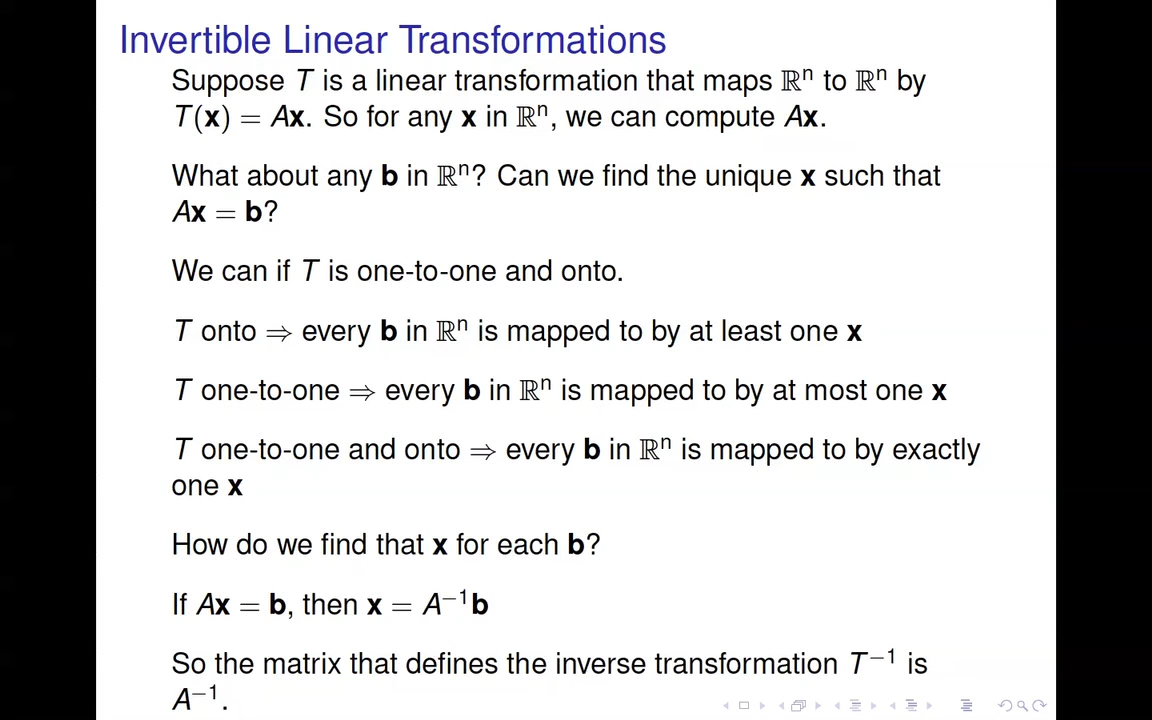 Invertible Linear Transformations
Suppose T is a linear transformation that maps ℝⁿ to ℝⁿ by
T(x) = Ax. So for any x in ℝⁿ, we can compute Ax.
What about any b in ℝⁿ? Can we find the unique x such that
Ax = b?
We can if T is one-to-one and onto.
T onto ⇒ every b in ℝⁿ is mapped to by at least one x
T one-to-one ⇒ every b in ℝⁿ is mapped to by at most one x
T one-to-one and onto ⇒ every b in ℝⁿ is mapped to by exactly
one x
How do we find that x for each b?
If Ax = b, then x = A⁻¹b
So the matrix that defines the inverse transformation T⁻¹ is
A⁻¹.